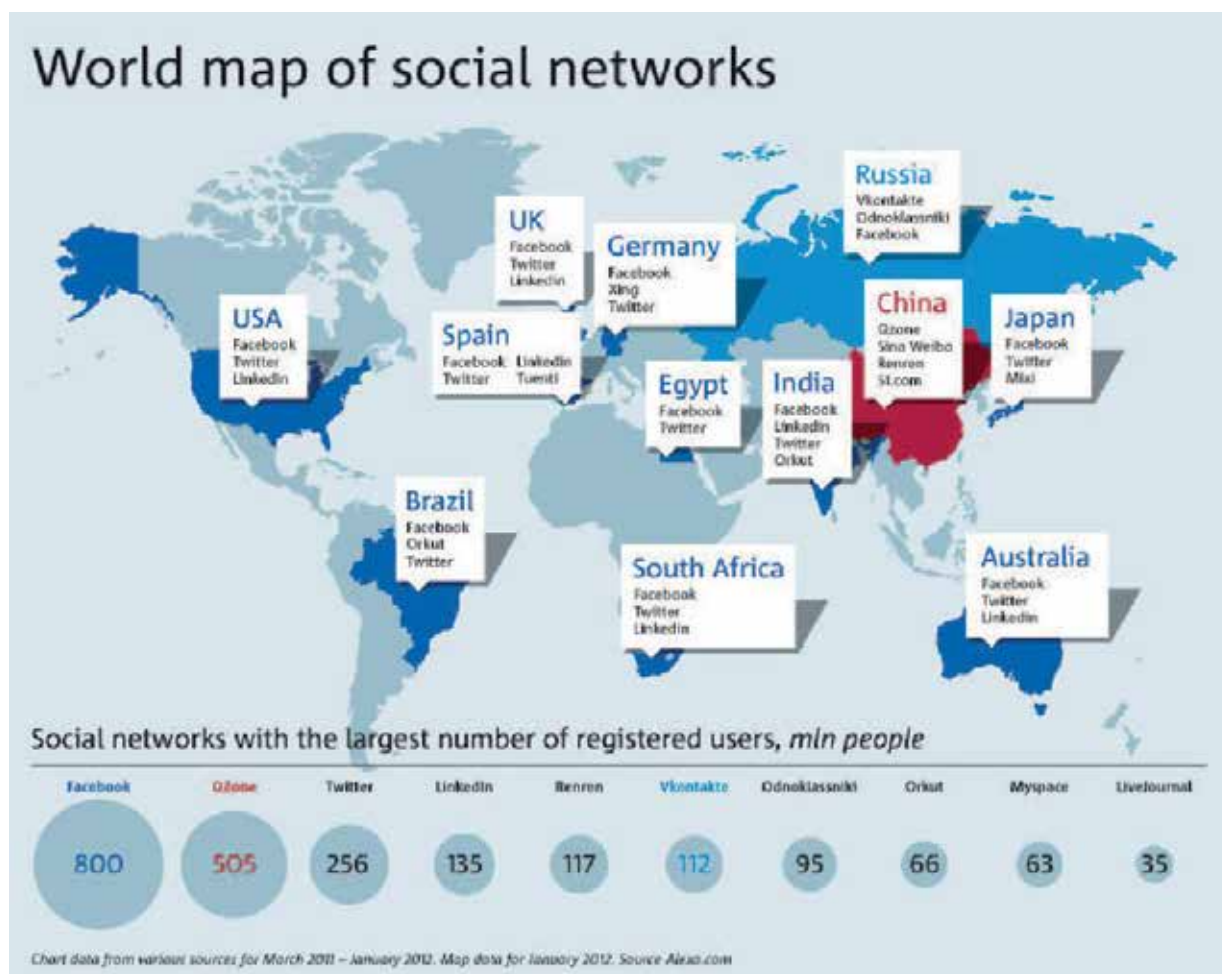 World map of social networks
Russia
Vkontakte
Odnoklassniki
Facebook
UK
Facebook
Twitter
Linkedin
Germany
Facebook
Xing
Twitter
China
Qzone
Sina Weibo
Renren
51.com
Japan
Facebook
Twitter
Mixi
USA
Facebook
Twitter
LinkedIn
Spain
Facebook Linkedin
Twitter Tuenti
Egypt
Facebook
Twitter
India
Facebook
Linkedin
Twitter
Orkut
Brazil
Facebook
Orkut
Twitter
South Africa
Facebook
Twitter
Linkedin
Australia
Facebook
Twitter
Linkedin
Social networks with the largest number of registered users, mln people
Facebook QZone Twitter LinkedIn Renren Vkontakte Odnoklassniki Orkut Myspace LiveJournal
800 505 256 135 117 112 95 66 63 35
Chart data from various sources for March 2011 – January 2012. Map data for January 2012. Source Alexa.com